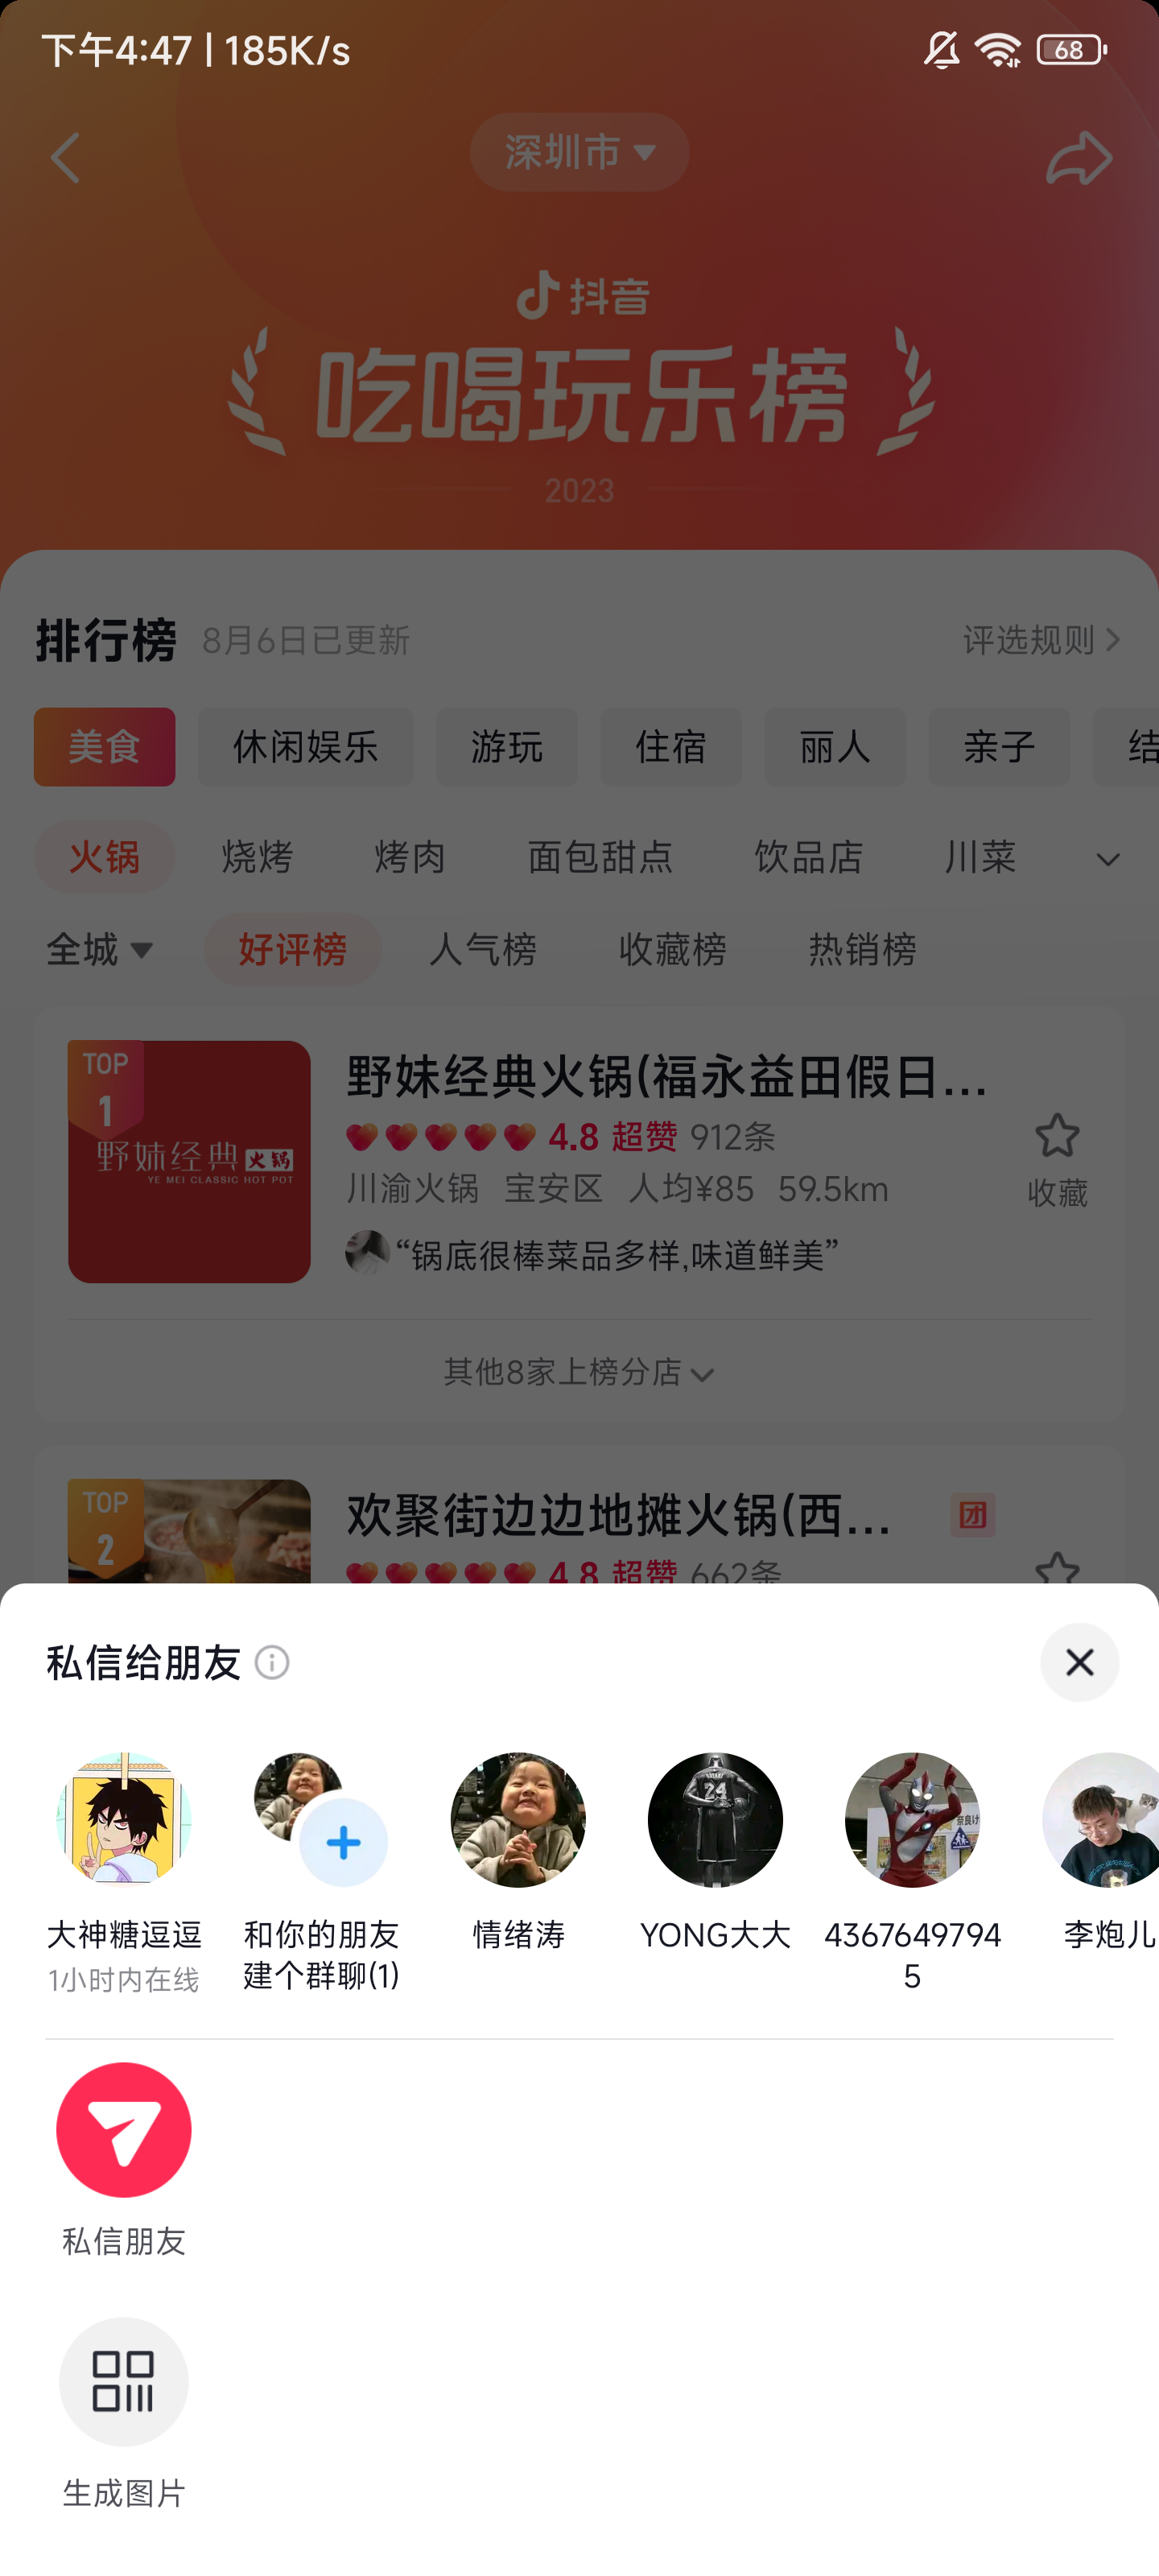 下午4:47 | 185K/s
68
深圳市
抖音
吃喝玩乐榜
2023
排行榜 8月6日已更新 评选规则
美食 休闲娱乐 游玩 住宿 丽人 亲子 结
火锅 烧烤 烤肉 面包甜点 饮品店 川菜
全城 好评榜 人气榜 收藏榜 热销榜
TOP
1
野妹经典火锅
YE MEI CLASSIC HOT POT
野妹经典火锅(福永益田假日...
4.8 超赞 912条
川渝火锅 宝安区 人均¥85 59.5km
收藏
“锅底很棒菜品多样,味道鲜美”
其他8家上榜分店
TOP
2
欢聚街边边地摊火锅(西... 团
4.8 超赞 662条
私信给朋友
24
大神糖逗逗
1小时内在线
和你的朋友
建个群聊(1)
情绪涛
YONG大大
4367649794
5
李炮儿
私信朋友
生成图片